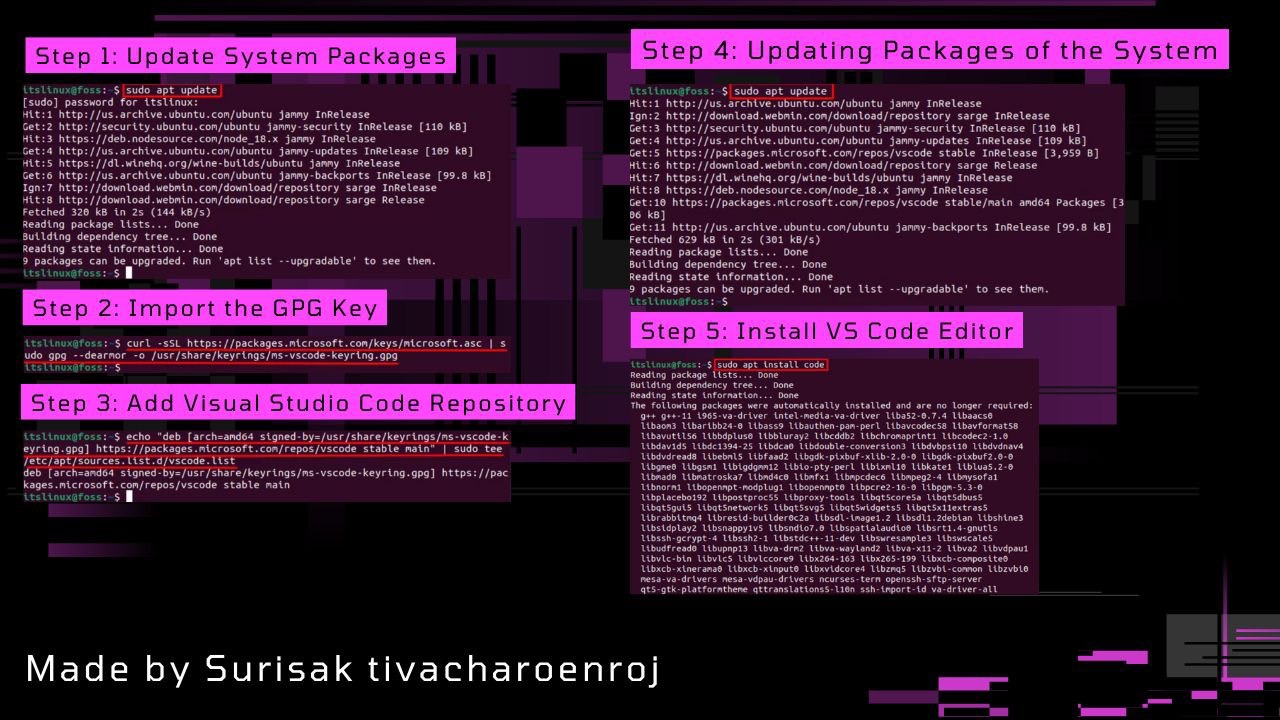 Step 1: Update System Packages
itslinux@foss:~$ sudo apt update
[sudo] password for itslinux:
Hit:1 http://us.archive.ubuntu.com/ubuntu jammy InRelease
Get:2 http://security.ubuntu.com/ubuntu jammy-security InRelease [110 kB]
Hit:3 https://deb.nodesource.com/node_18.x jammy InRelease
Get:4 http://us.archive.ubuntu.com/ubuntu jammy-updates InRelease [109 kB]
Hit:5 https://dl.winehq.org/wine-builds/ubuntu jammy InRelease
Get:6 http://us.archive.ubuntu.com/ubuntu jammy-backports InRelease [99.8 kB]
Ign:7 http://download.webmin.com/download/repository sarge InRelease
Hit:8 http://download.webmin.com/download/repository sarge Release
Fetched 320 kB in 2s (144 kB/s)
Reading package lists... Done
Building dependency tree... Done
Reading state information... Done
9 packages can be upgraded. Run 'apt list --upgradable' to see them.
itslinux@foss:~$
Step 2: Import the GPG Key
itslinux@foss:~$ curl -sSL https://packages.microsoft.com/keys/microsoft.asc | s
udo gpg --dearmor -o /usr/share/keyrings/ms-vscode-keyring.gpg
itslinux@foss:~$
Step 3: Add Visual Studio Code Repository
itslinux@foss:~$ echo "deb [arch=amd64 signed-by=/usr/share/keyrings/ms-vscode-k
eyring.gpg] https://packages.microsoft.com/repos/vscode stable main" | sudo tee
/etc/apt/sources.list.d/vscode.list
deb [arch=amd64 signed-by=/usr/share/keyrings/ms-vscode-keyring.gpg] https://pac
kages.microsoft.com/repos/vscode stable main
itslinux@foss:~$
Step 4: Updating Packages of the System
itslinux@foss:~$ sudo apt update
Hit:1 http://us.archive.ubuntu.com/ubuntu jammy InRelease
Ign:2 http://download.webmin.com/download/repository sarge InRelease
Get:3 http://security.ubuntu.com/ubuntu jammy-security InRelease [110 kB]
Get:4 http://us.archive.ubuntu.com/ubuntu jammy-updates InRelease [109 kB]
Get:5 https://packages.microsoft.com/repos/vscode stable InRelease [3,959 B]
Hit:6 http://download.webmin.com/download/repository sarge Release
Hit:7 https://dl.winehq.org/wine-builds/ubuntu jammy InRelease
Hit:8 https://deb.nodesource.com/node_18.x jammy InRelease
Get:10 https://packages.microsoft.com/repos/vscode stable/main amd64 Packages [3
06 kB]
Get:11 http://us.archive.ubuntu.com/ubuntu jammy-backports InRelease [99.8 kB]
Fetched 629 kB in 2s (301 kB/s)
Reading package lists... Done
Building dependency tree... Done
Reading state information... Done
9 packages can be upgraded. Run 'apt list --upgradable' to see them.
itslinux@foss:~$
Step 5: Install VS Code Editor
itslinux@foss:~$ sudo apt install code
Reading package lists... Done
Building dependency tree... Done
Reading state information... Done
The following packages were automatically installed and are no longer required:
g++ g++-11 i965-va-driver intel-media-va-driver liba52-0.7.4 libaacs0
libaom3 libaribb24-0 libass9 libauthen-pam-perl libavcodec58 libavformat58
libavutil56 libbdplus0 libbluray2 libcddb2 libchromaprint1 libcodec2-1.0
libdav1d5 libdc1394-25 libdca0 libdouble-conversion3 libdvbpsi10 libdvdnav4
libdvdread8 libebml5 libfaad2 libgdk-pixbuf-xlib-2.0-0 libgdk-pixbuf2.0-0
libgme0 libgsm1 libigdgmm12 libio-pty-perl libixml10 libkate1 liblua5.2-0
libmad0 libmatroska7 libmd4c0 libmfx1 libmpcdec6 libmpeg2-4 libmysofa1
libnorm1 libopenmpt-modplug1 libopenmpt0 libpcre2-16-0 libpgm-5.3-0
libplacebo192 libpostproc55 libproxy-tools libqt5core5a libqt5dbus5
libqt5gui5 libqt5network5 libqt5svg5 libqt5widgets5 libqt5x11extras5
librabbitmq4 libresid-builder0c2a libsdl-image1.2 libsdl1.2debian libshine3
libsidplay2 libsnappy1v5 libsndio7.0 libspatialaudio0 libsrt1.4-gnutls
libssh-gcrypt-4 libssh2-1 libstdc++-11-dev libswresample3 libswscale5
libudfread0 libupnp13 libva-drm2 libva-wayland2 libva-x11-2 libva2 libvdpau1
libvlc-bin libvlc5 libvlccore9 libx264-163 libx265-199 libxcb-composite0
libxcb-xinerama0 libxcb-xinput0 libxvidcore4 libzmq5 libzvbi-common libzvbi0
mesa-va-drivers mesa-vdpau-drivers ncurses-term openssh-sftp-server
qt5-gtk-platformtheme qttranslations5-l10n ssh-import-id va-driver-all
Made by Surisak tivacharoenroj